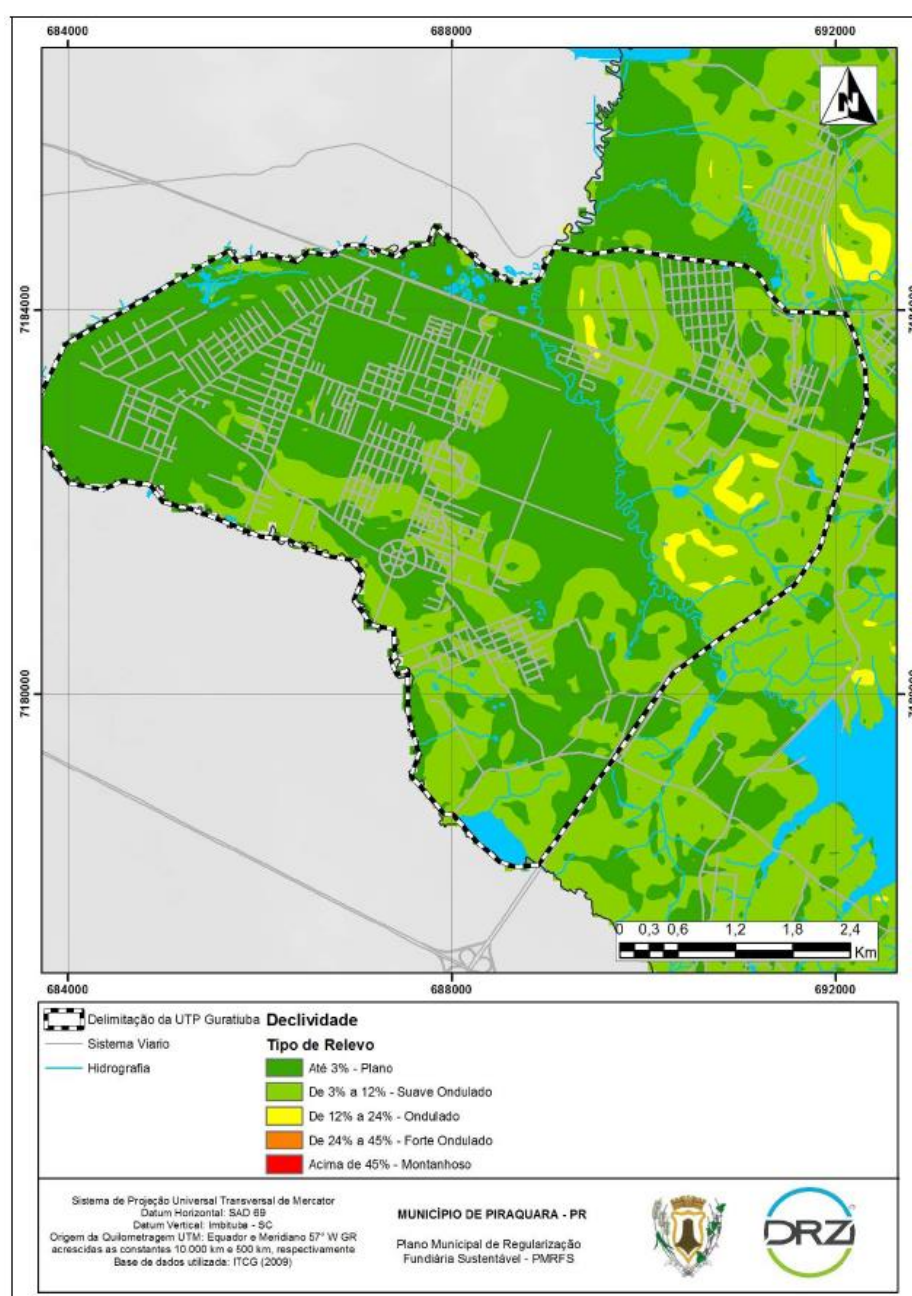 684000 688000 692000
N
7184000 7184000
7180000 7180000
0 0,3 0,6 1,2 1,8 2,4
Km
684000 688000 692000
Delimitação da UTP Guratiuba
Sistema Viario
Hidrografia
Declividade
Tipo de Relevo
Até 3% - Plano
De 3% a 12% - Suave Ondulado
De 12% a 24% - Ondulado
De 24% a 45% - Forte Ondulado
Acima de 45% - Montanhoso
Sistema de Projeção Universal Transversal de Mercator
Datum Horizontal: SAD 69
Datum Vertical: Imbituba - SC
Origem da Quilometragem UTM: Equador e Meridiano 57° W GR
acrescidas as constantes 10.000 km e 500 km, respectivamente
Base de dados utilizada: ITCG (2009)
MUNICÍPIO DE PIRAQUARA - PR
Plano Municipal de Regularização
Fundiária Sustentável - PMRFS
DRZ